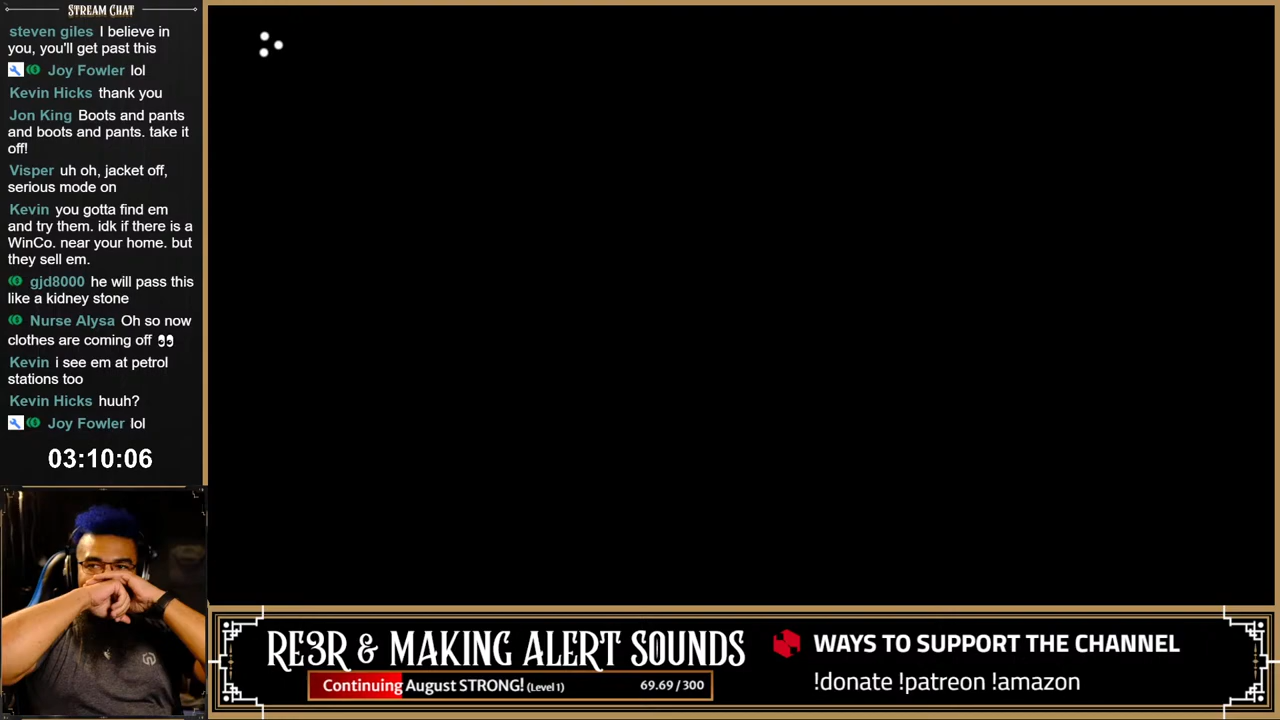 STREAM CHAT
steven giles I believe in
you, you'll get past this
Joy Fowler lol
Kevin Hicks thank you
Jon King Boots and pants
and boots and pants. take it
off!
Visper uh oh, jacket off,
serious mode on
Kevin you gotta find em
and try them. idk if there is a
WinCo. near your home. but
they sell em.
gjd8000 he will pass this
like a kidney stone
Nurse Alysa Oh so now
clothes are coming off 👀
Kevin i see em at petrol
stations too
Kevin Hicks huuh?
Joy Fowler lol
03:10:06
RE3R & MAKING ALERT SOUNDS
Continuing August STRONG! (Level 1) 69.69 / 300
WAYS TO SUPPORT THE CHANNEL
!donate !patreon !amazon